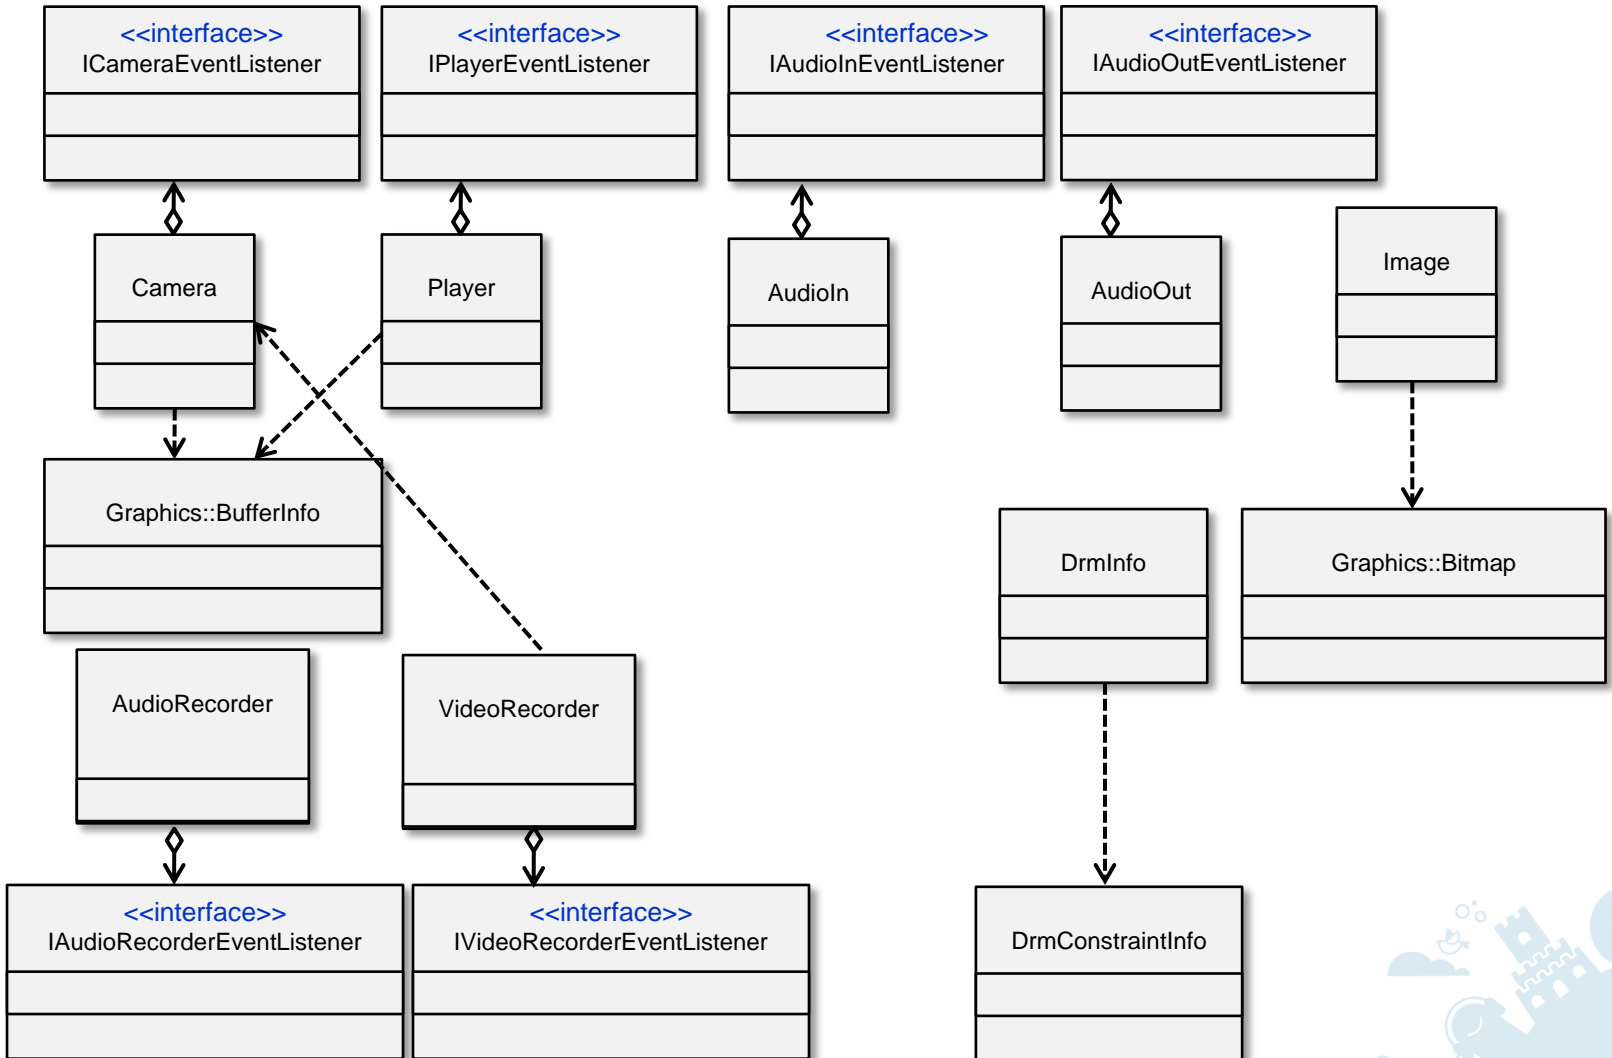 <<interface>>
ICameraEventListener
<<interface>>
IPlayerEventListener
<<interface>>
IAudioInEventListener
<<interface>>
IAudioOutEventListener
Camera
Player
AudioIn
AudioOut
Image
Graphics::BufferInfo
DrmInfo
Graphics::Bitmap
AudioRecorder
VideoRecorder
<<interface>>
IAudioRecorderEventListener
<<interface>>
IVideoRecorderEventListener
DrmConstraintInfo